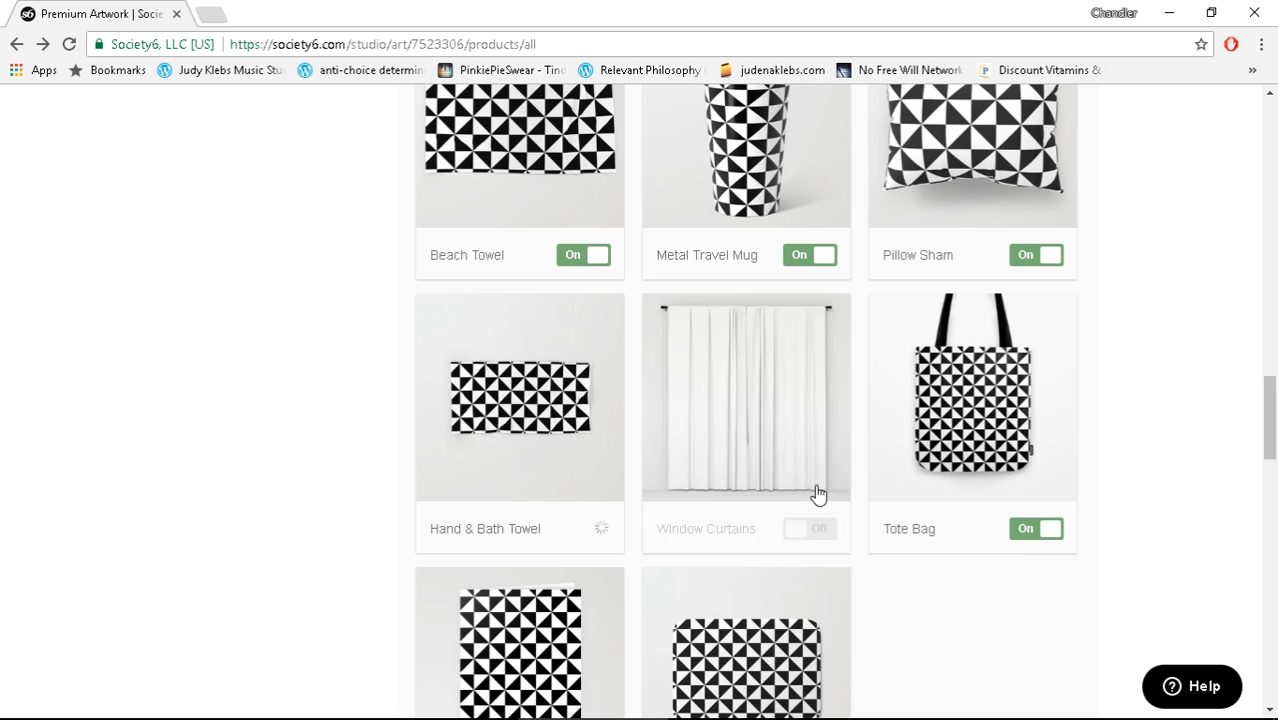 Premium Artwork | Socie
Chandler
Society6, LLC [US]
https://society6.com/studio/art/7523306/products/all
Apps
Bookmarks
Judy Klebs Music Stu
anti-choice determin
PinkiePieSwear - Tind
Relevant Philosophy
judenaklebs.com
No Free Will Network
Discount Vitamins &
»
Beach Towel On
Metal Travel Mug On
Pillow Sham On
Hand & Bath Towel
Window Curtains Off
Tote Bag On
? Help